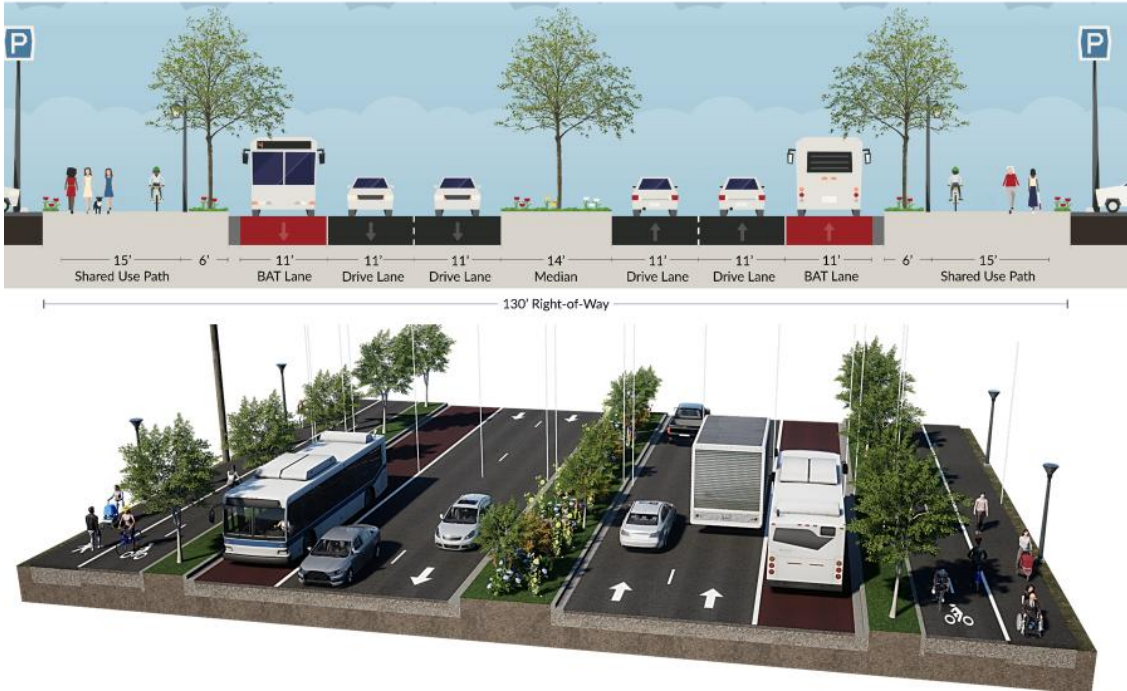 P P
15' 6' 11' 11' 11' 14' 11' 11' 11' 6' 15'
Shared Use Path BAT Lane Drive Lane Drive Lane Median Drive Lane Drive Lane BAT Lane Shared Use Path
130' Right-of-Way